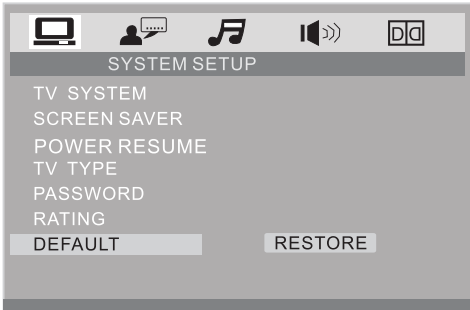 SYSTEM SETUP
TV SYSTEM
SCREEN SAVER
POWER RESUME
TV TYPE
PASSWORD
RATING
DEFAULT RESTORE